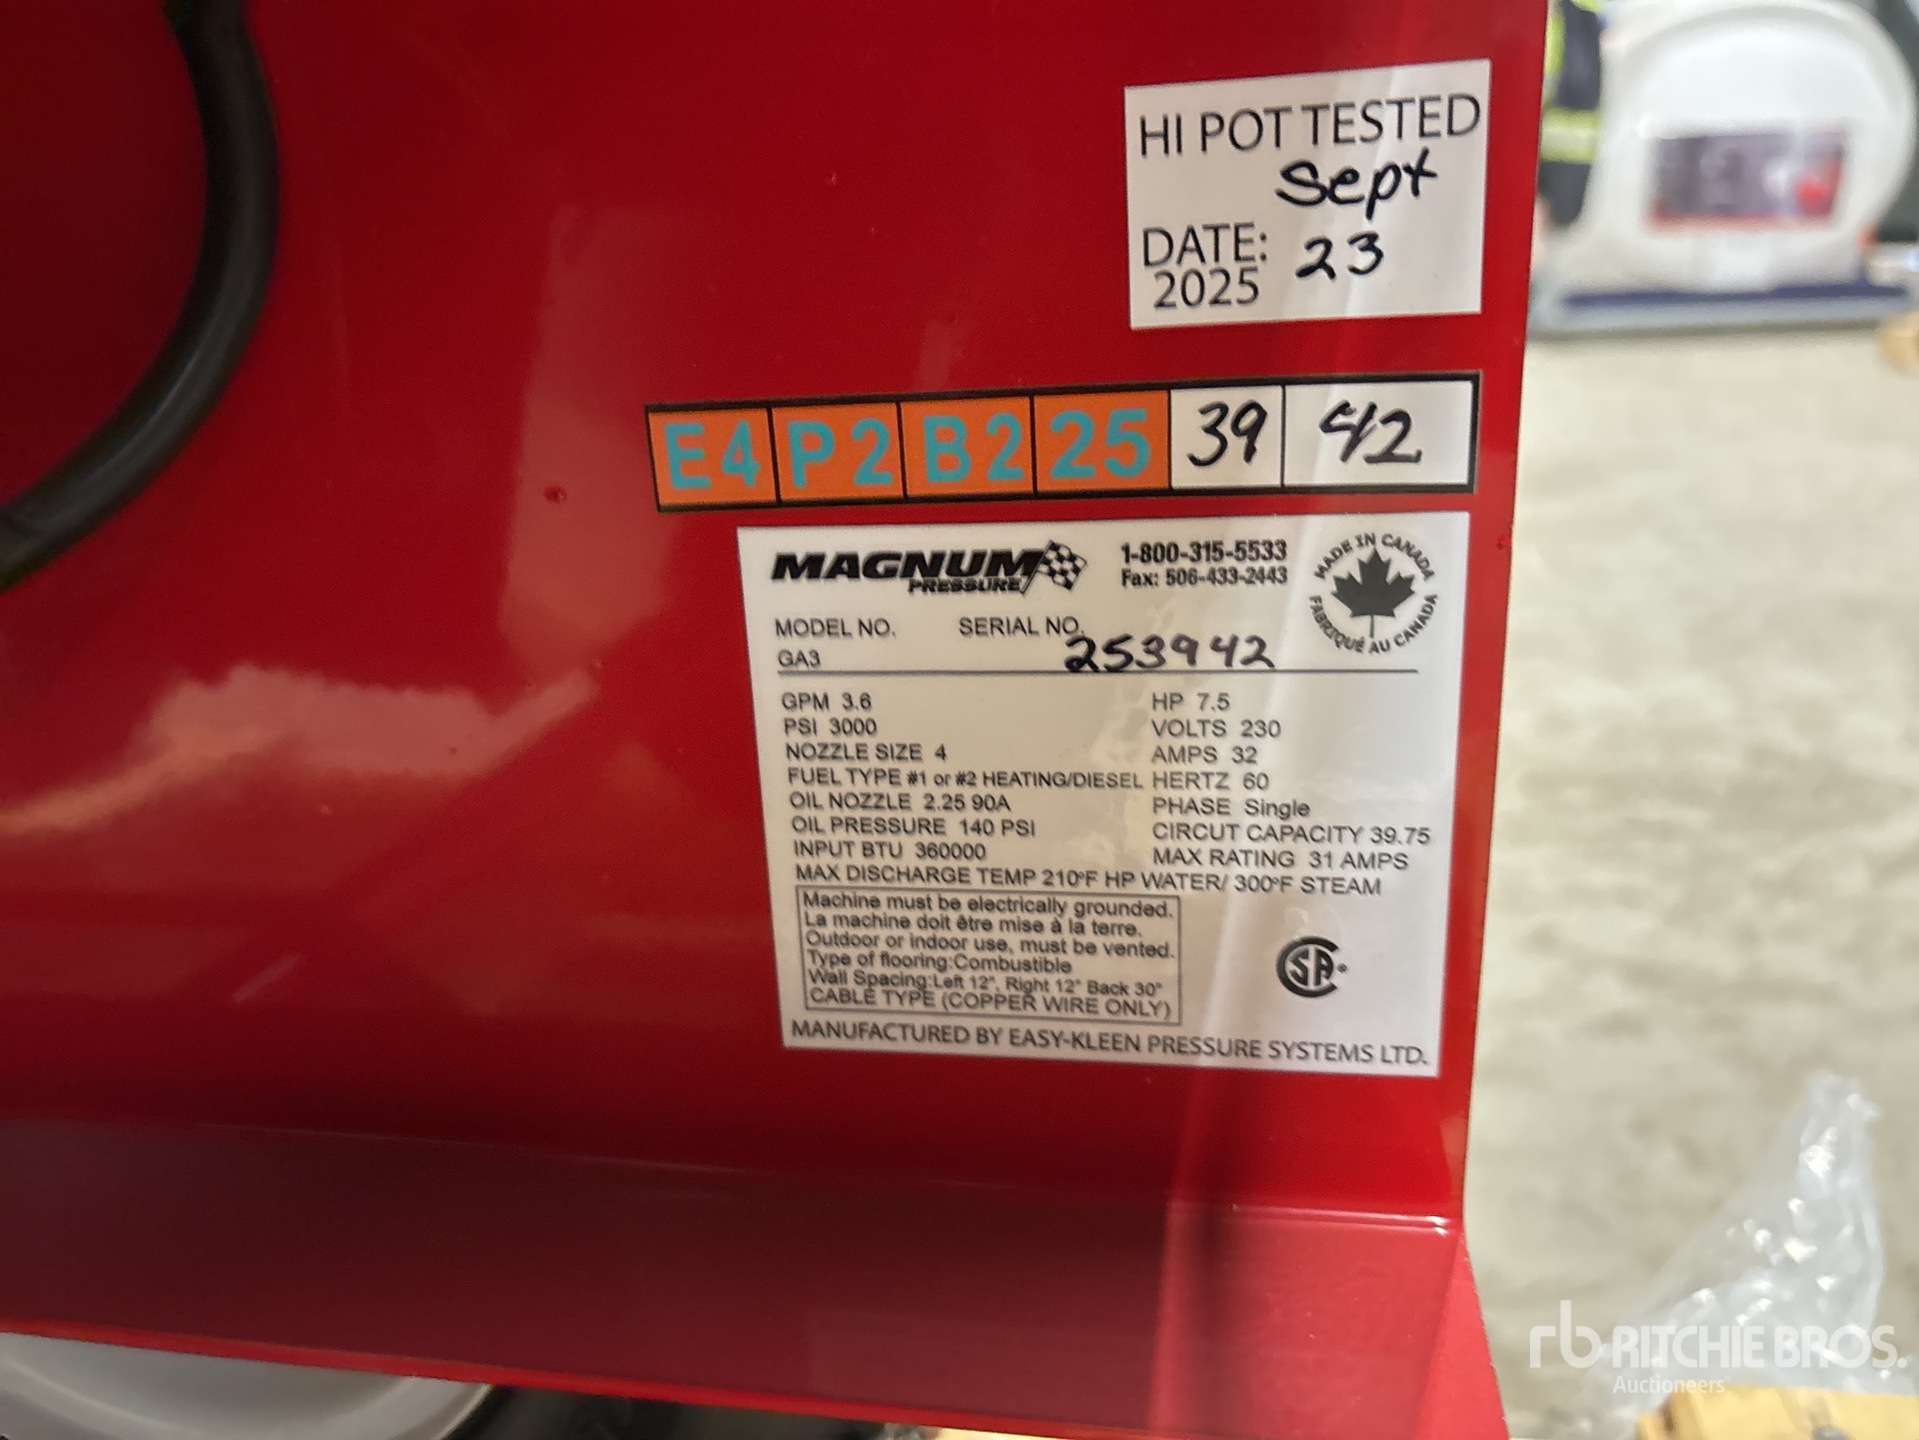 HI POT TESTED
Sept
DATE: 23
2025
E4 P2 B2 25 39 42
MAGNUM
PRESSURE
1-800-315-5533
Fax: 506-433-2443
MADE IN CANADA
FABRIQUÉ AU CANADA
MODEL NO. SERIAL NO.
GA3 253942
GPM 3.6 HP 7.5
PSI 3000 VOLTS 230
NOZZLE SIZE 4 AMPS 32
FUEL TYPE #1 or #2 HEATING/DIESEL HERTZ 60
OIL NOZZLE 2.25 90A PHASE Single
OIL PRESSURE 140 PSI CIRCUT CAPACITY 39.75
INPUT BTU 360000 MAX RATING 31 AMPS
MAX DISCHARGE TEMP 210°F HP WATER/ 300°F STEAM
Machine must be electrically grounded.
La machine doit être mise à la terre.
Outdoor or indoor use, must be vented.
Type of flooring:Combustible
Wall Spacing:Left 12", Right 12" Back 30"
CABLE TYPE (COPPER WIRE ONLY)
CSA
MANUFACTURED BY EASY-KLEEN PRESSURE SYSTEMS LTD.
rb RITCHIE BROS.
Auctioneers